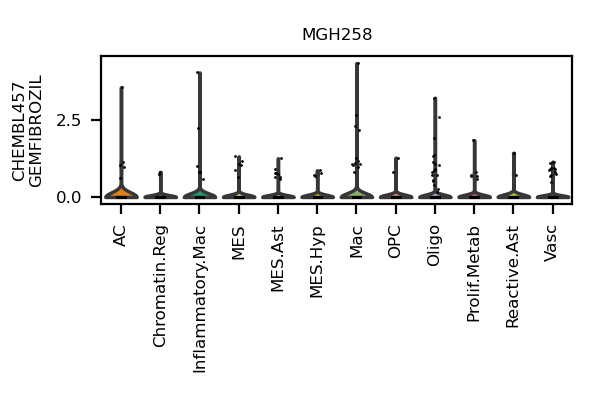 MGH258
CHEMBL457
GEMFIBROZIL
2.5
0.0
AC
Chromatin.Reg
Inflammatory.Mac
MES
MES.Ast
MES.Hyp
Mac
OPC
Oligo
Prolif.Metab
Reactive.Ast
Vasc